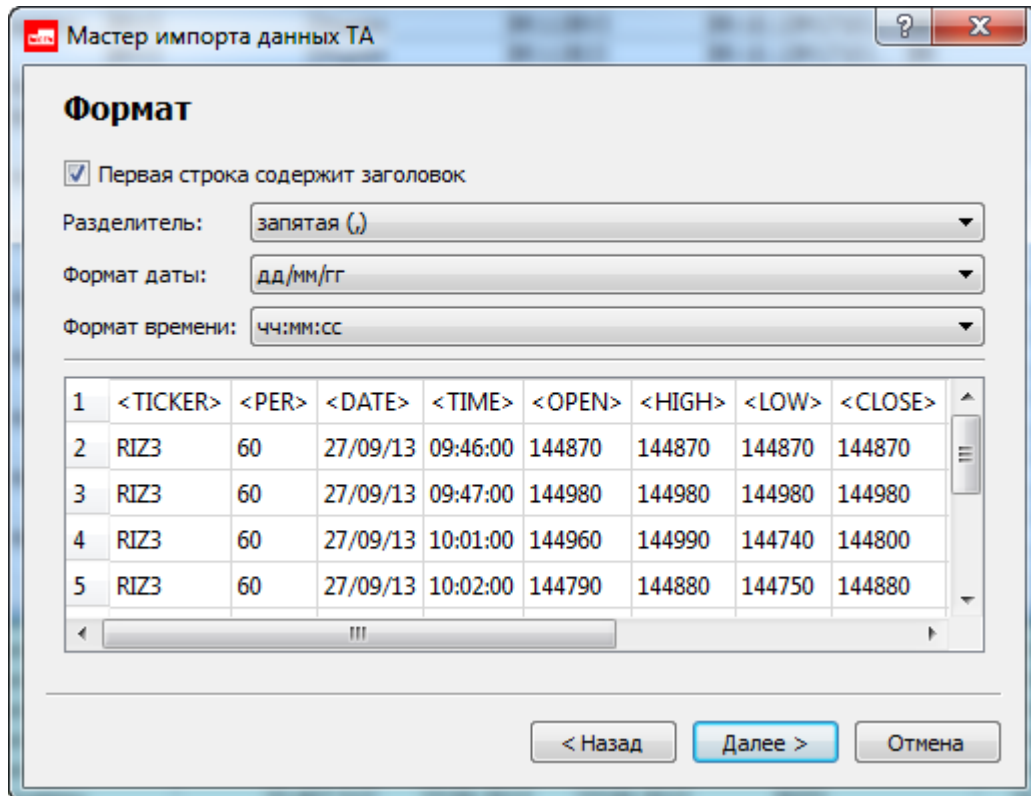 Мастер импорта данных ТА
Формат
Первая строка содержит заголовок
Разделитель: запятая (,)
Формат даты: дд/мм/гг
Формат времени: чч:мм:сс
1 <TICKER> <PER> <DATE> <TIME> <OPEN> <HIGH> <LOW> <CLOSE>
2 RIZ3 60 27/09/13 09:46:00 144870 144870 144870 144870
3 RIZ3 60 27/09/13 09:47:00 144980 144980 144980 144980
4 RIZ3 60 27/09/13 10:01:00 144960 144990 144740 144800
5 RIZ3 60 27/09/13 10:02:00 144790 144880 144750 144880
< Назад Далее > Отмена